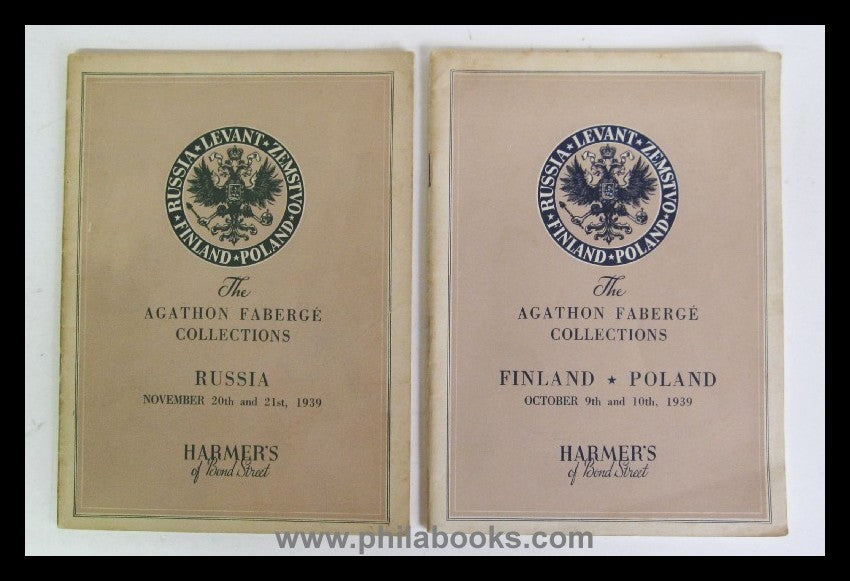 RUSSIA ★ LEVANT ★ ZEMSTVO ★ FINLAND ★ POLAND
The
AGATHON FABERGÉ
COLLECTIONS
RUSSIA
NOVEMBER 20th and 21st, 1939
HARMER'S
of Bond Street
RUSSIA ★ LEVANT ★ ZEMSTVO ★ FINLAND ★ POLAND
The
AGATHON FABERGÉ
COLLECTIONS
FINLAND ★ POLAND
OCTOBER 9th and 10th, 1939
HARMER'S
of Bond Street
www.philabooks.com